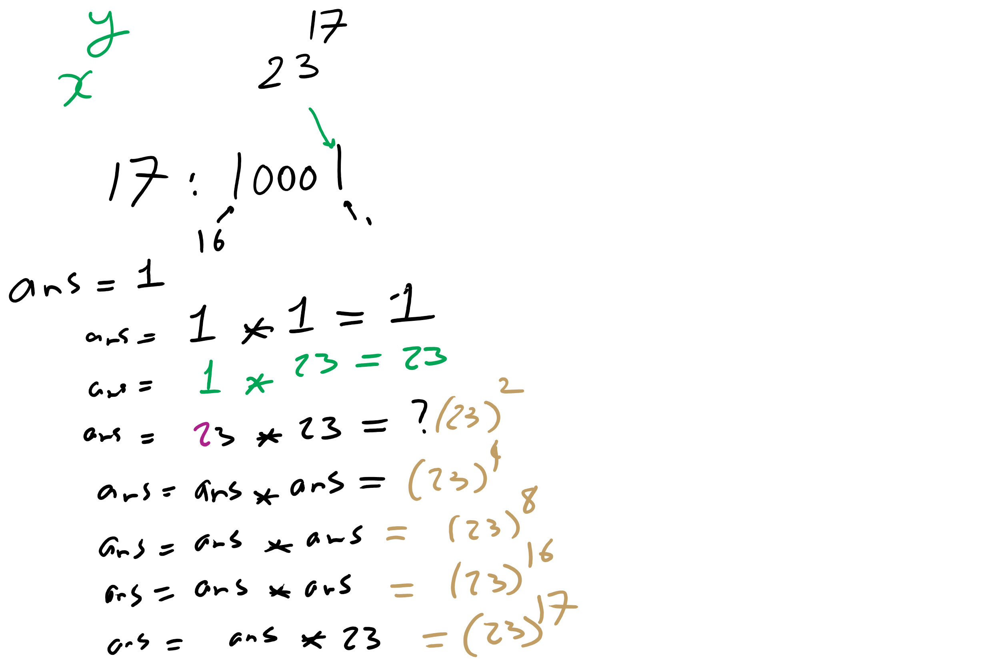 y
x
17
23
17 : 10001
16
ans = 1
ans = 1 * 1 = 1
ans = 1 * 23 = 23
ans = 23 * 23 = ? (23)^2
ans = ans * ans = (23)^4
ans = ans * ans = (23)^8
ans = ans * ans = (23)^16
ans = ans * 23 = (23)^17